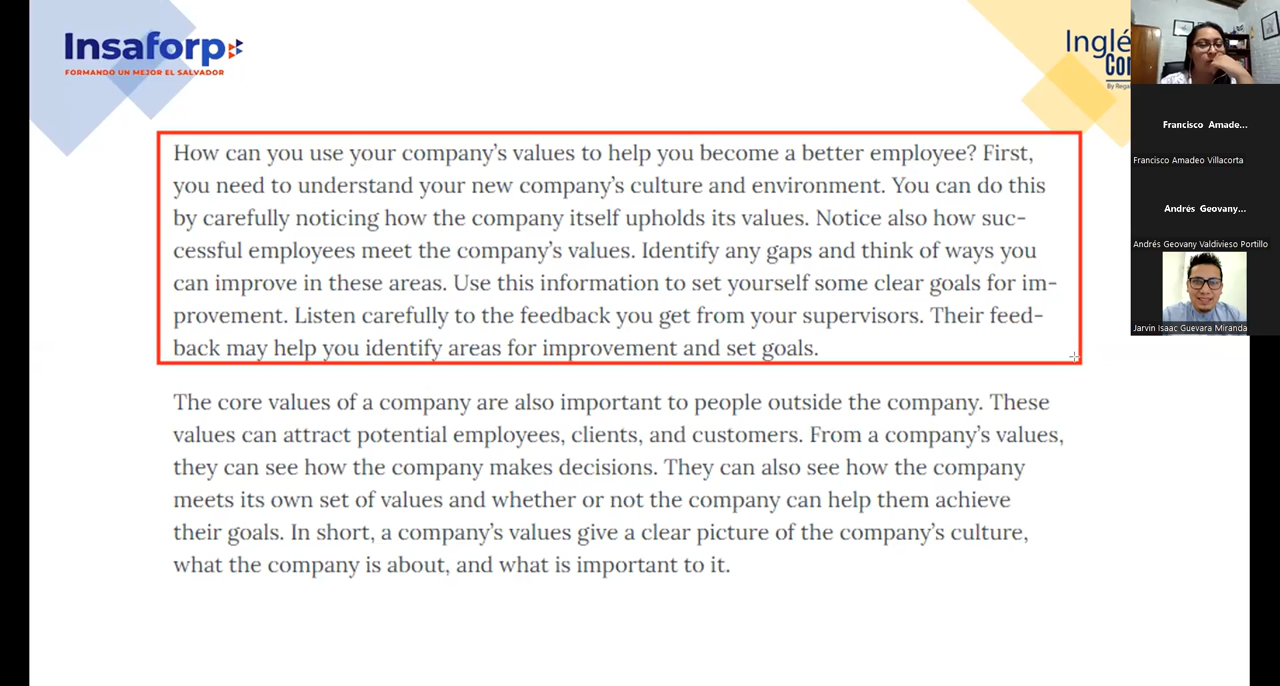 Insaforp
FORMANDO UN MEJOR EL SALVADOR
Inglé
Co
By Rega
How can you use your company's values to help you become a better employee? First,
you need to understand your new company's culture and environment. You can do this
by carefully noticing how the company itself upholds its values. Notice also how suc-
cessful employees meet the company's values. Identify any gaps and think of ways you
can improve in these areas. Use this information to set yourself some clear goals for im-
provement. Listen carefully to the feedback you get from your supervisors. Their feed-
back may help you identify areas for improvement and set goals.
The core values of a company are also important to people outside the company. These
values can attract potential employees, clients, and customers. From a company's values,
they can see how the company makes decisions. They can also see how the company
meets its own set of values and whether or not the company can help them achieve
their goals. In short, a company's values give a clear picture of the company's culture,
what the company is about, and what is important to it.
Francisco Amade...
Francisco Amadeo Villacorta
Andrés Geovany...
Andrés Geovany Valdivieso Portillo
Jarvin Isaac Guevara Miranda